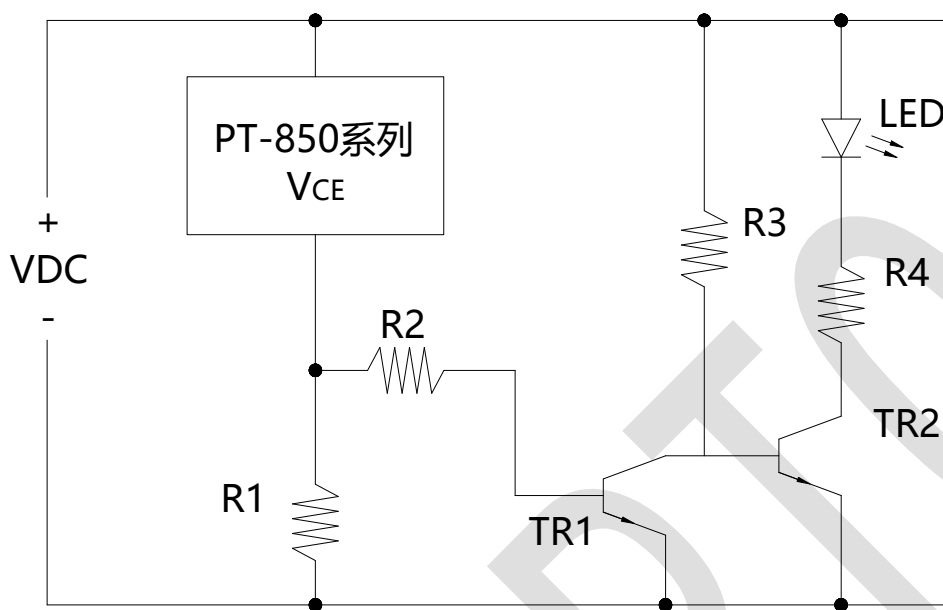 PT-850系列
VCE
LED
+
VDC
-
R3
R4
R2
TR2
R1
TR1